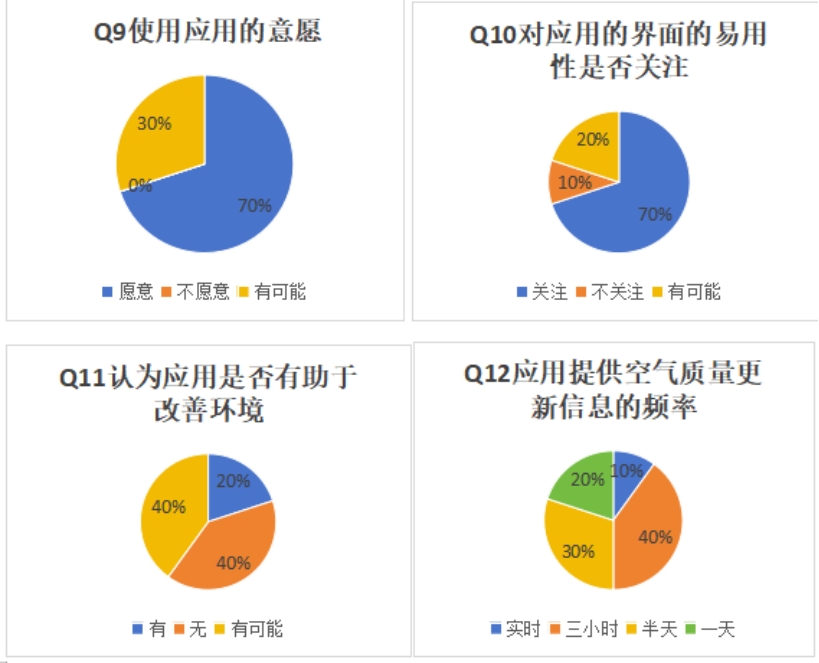 Q9使用应用的意愿
30%
0%
70%
愿意 不愿意 有可能
Q10对应用的界面的易用
性是否关注
20%
10%
70%
关注 不关注 有可能
Q11认为应用是否有助于
改善环境
20%
40%
40%
有 无 有可能
Q12应用提供空气质量更
新信息的频率
10%
20%
40%
30%
实时 三小时 半天 一天